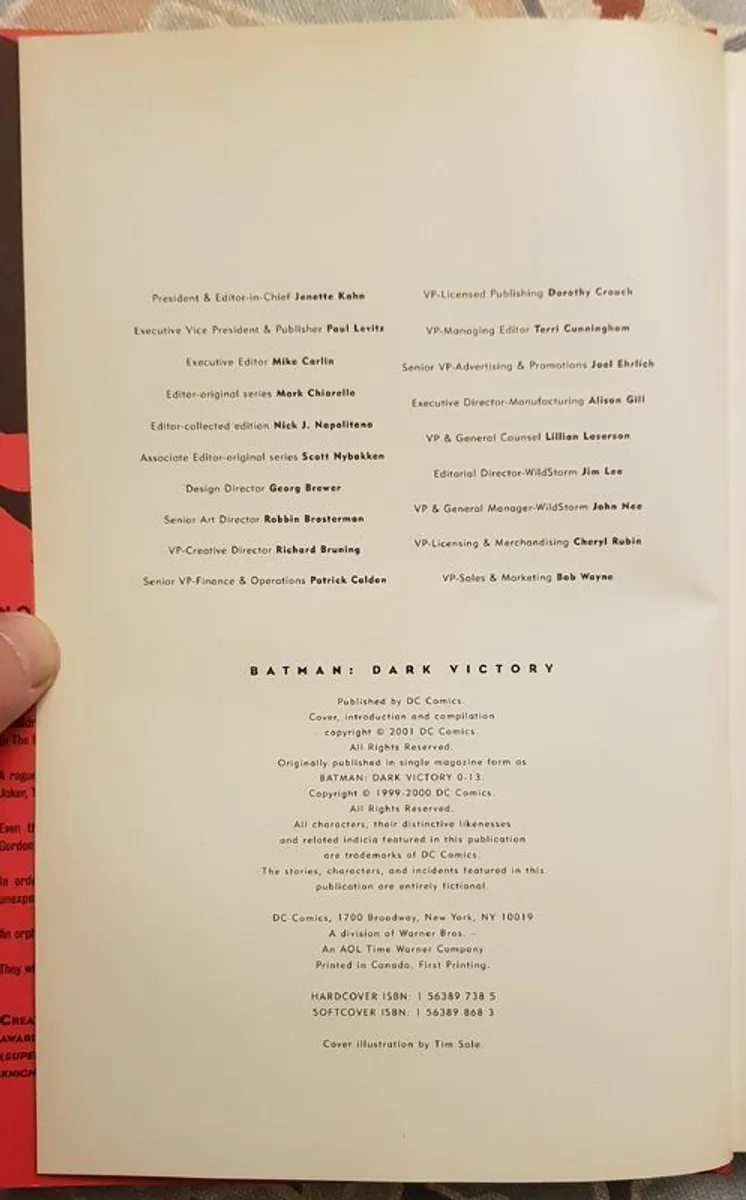 President & Editor-in-Chief Jenette Kahn
Executive Vice President & Publisher Paul Levitz
Executive Editor Mike Carlin
Editor-original series Mark Chiarello
Editor-collected edition Nick J. Napolitano
Associate Editor-original series Scott Nybakken
Design Director Georg Brewer
Senior Art Director Robbin Brosterman
VP-Creative Director Richard Bruning
Senior VP-Finance & Operations Patrick Caldon
VP-Licensed Publishing Dorothy Crouch
VP-Managing Editor Terri Cunningham
Senior VP-Advertising & Promotions Joel Ehrlich
Executive Director-Manufacturing Alison Gill
VP & General Counsel Lillian Laserson
Editorial Director-WildStorm Jim Lee
VP & General Manager-WildStorm John Nee
VP-Licensing & Merchandising Cheryl Rubin
VP-Sales & Marketing Bob Wayne
BATMAN: DARK VICTORY
Published by DC Comics.
Cover, introduction and compilation
copyright © 2001 DC Comics.
All Rights Reserved.
Originally published in single magazine form as
BATMAN: DARK VICTORY 0-13.
Copyright © 1999-2000 DC Comics.
All Rights Reserved.
All characters, their distinctive likenesses
and related indicia featured in this publication
are trademarks of DC Comics.
The stories, characters, and incidents featured in this
publication are entirely fictional.
DC Comics, 1700 Broadway, New York, NY 10019
A division of Warner Bros. -
An AOL Time Warner Company
Printed in Canada. First Printing.
HARDCOVER ISBN: 1 56389 738 5
SOFTCOVER ISBN: 1 56389 868 3
Cover illustration by Tim Sale.